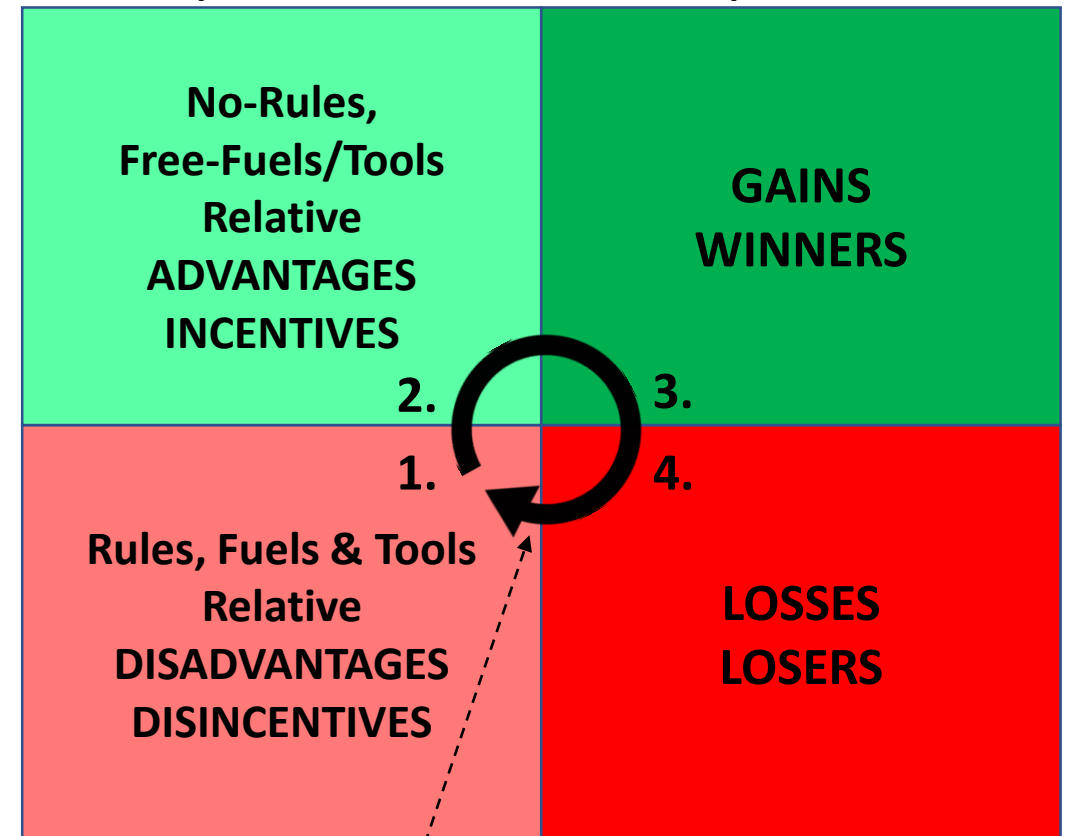 No-Rules,
Free-Fuels/Tools
Relative
ADVANTAGES
INCENTIVES
2.
GAINS
WINNERS
3.
1.
Rules, Fuels & Tools
Relative
DISADVANTAGES
DISINCENTIVES
4.
LOSSES
LOSERS